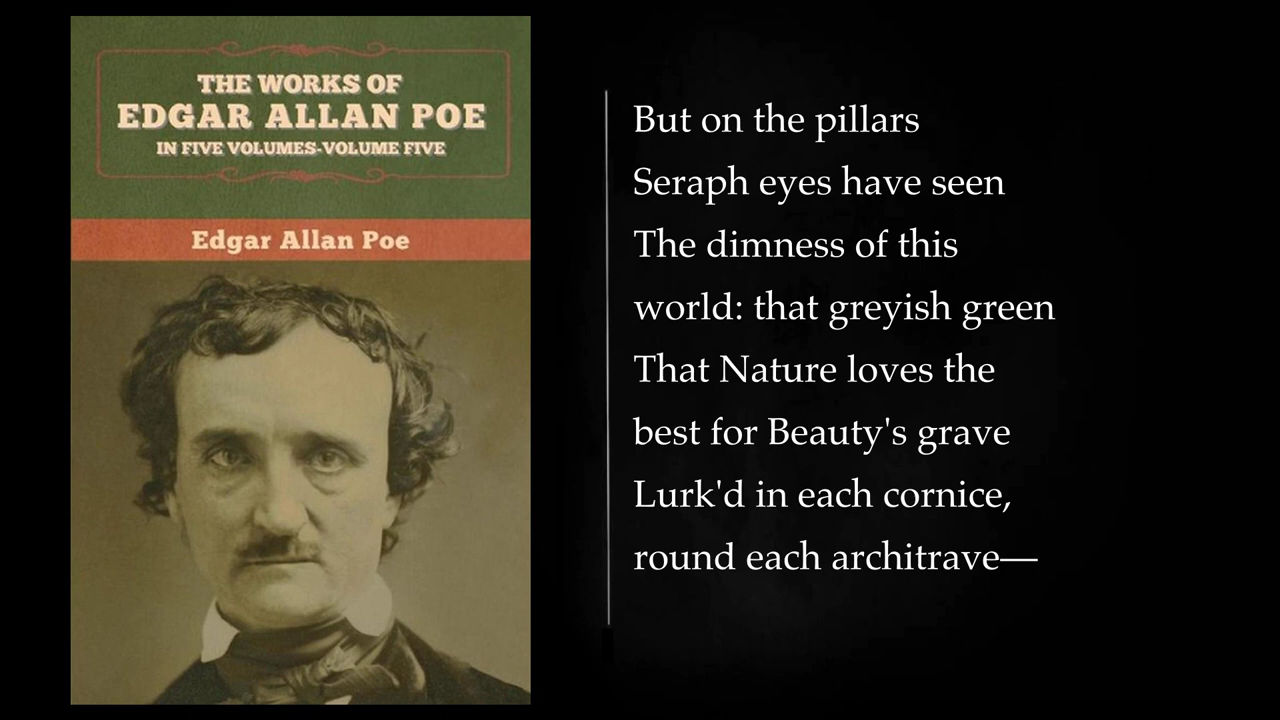 THE WORKS OF
EDGAR ALLAN POE
IN FIVE VOLUMES-VOLUME FIVE
Edgar Allan Poe
But on the pillars
Seraph eyes have seen
The dimness of this
world: that greyish green
That Nature loves the
best for Beauty's grave
Lurk'd in each cornice,
round each architrave—